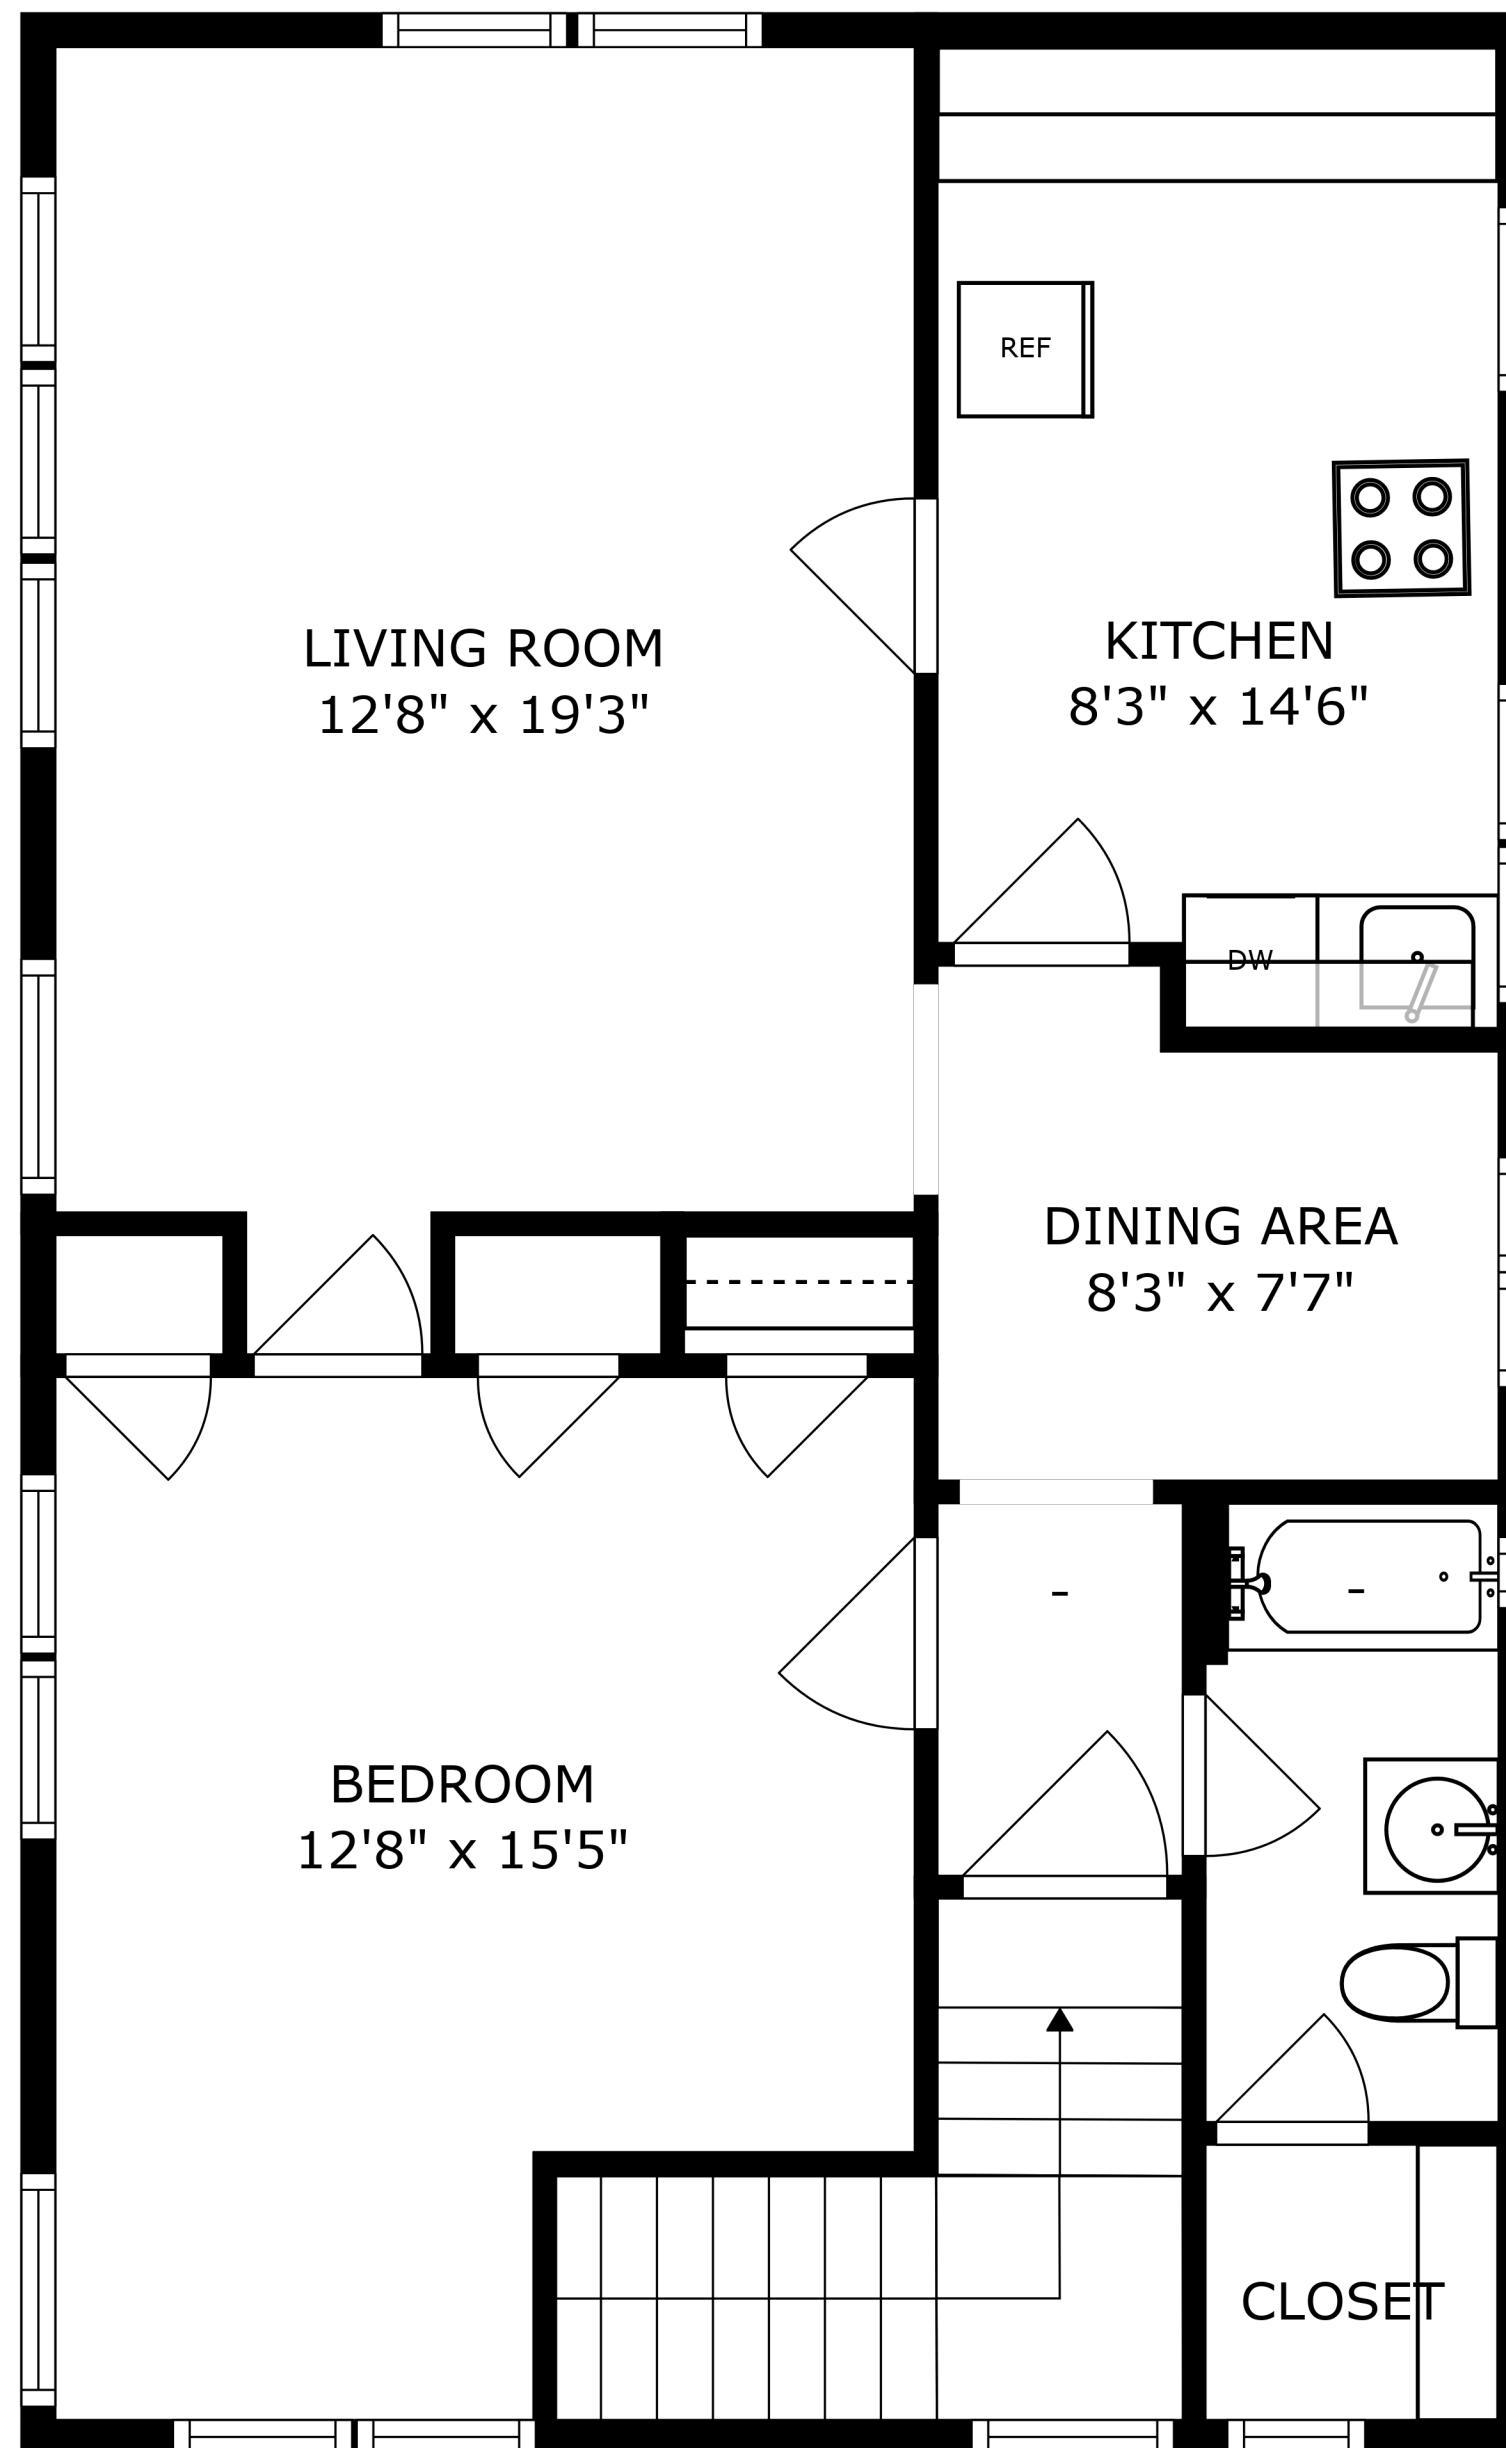 REF
LIVING ROOM
12'8" x 19'3"
KITCHEN
8'3" x 14'6"
DW
DINING AREA
8'3" x 7'7"
-
-
BEDROOM
12'8" x 15'5"
CLOSET